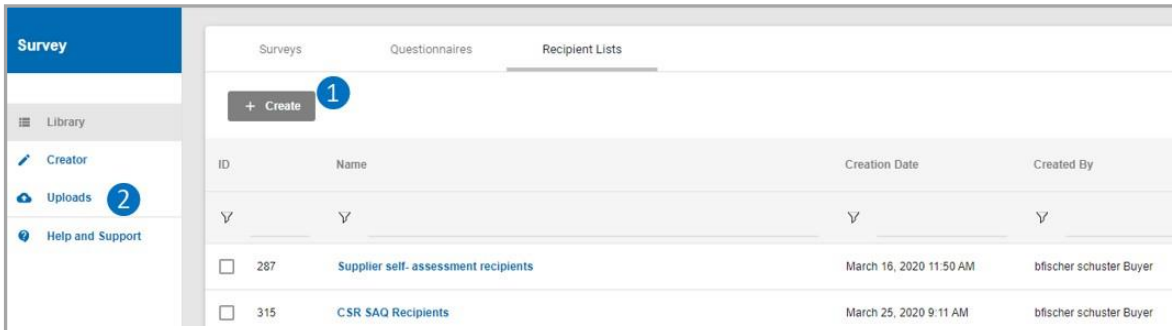 Survey
Surveys Questionnaires Recipient Lists
+ Create 1
Library
Creator
Uploads 2
Help and Support
ID Name Creation Date Created By
287 Supplier self- assessment recipients March 16, 2020 11:50 AM bfischer schuster Buyer
315 CSR SAQ Recipients March 25, 2020 9:11 AM bfischer schuster Buyer